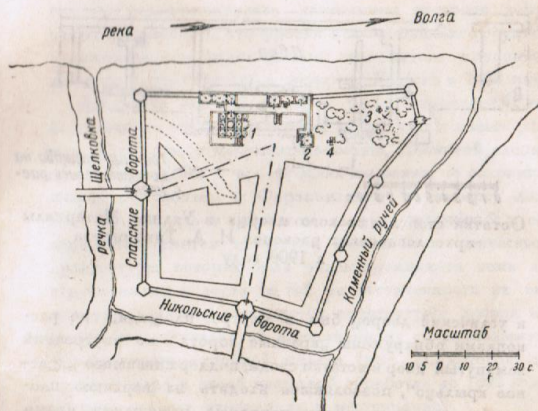 река Волга
речка Щелковка
Спасские ворота
1
2
3
4
Каменный ручей
Никольские ворота
Масштаб
10 5 0 10 20 30 с.